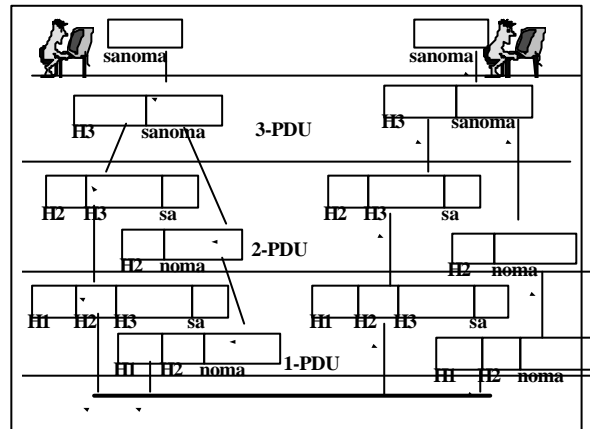 sanoma sanoma
H3 sanoma 3-PDU H3 sanoma
H2 H3 sa H2 H3 sa
H2 noma 2-PDU H2 noma
H1 H2 H3 sa H1 H2 H3 sa
H1 H2 noma 1-PDU H1 H2 noma